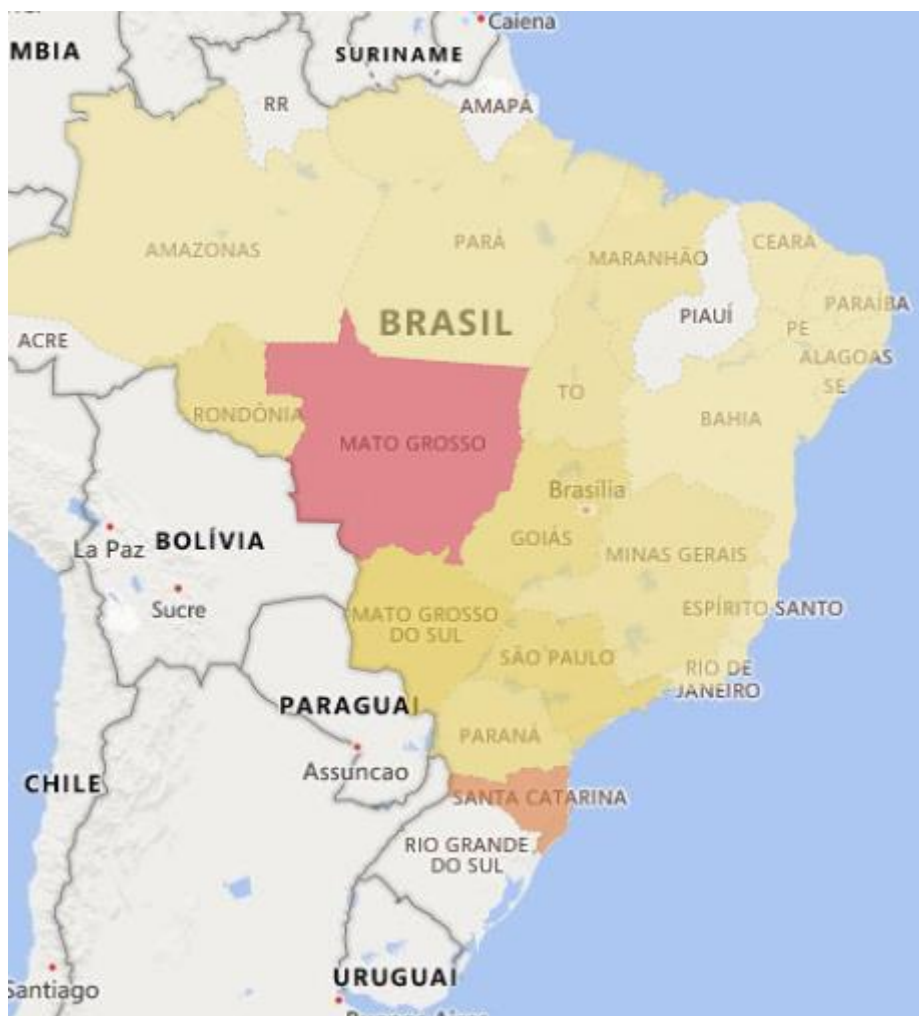 Caiena
MBIA
SURINAME
RR
AMAPÁ
AMAZONAS
PARÁ
CEARA
MARANHÃO
PARAÍBA
BRASIL
PIAUÍ
PE
ACRE
ALAGOAS
SE
TO
RONDÔNIA
BAHIA
MATO GROSSO
Brasília
BOLÍVIA
La Paz
GOIÁS
MINAS GERAIS
Sucre
ESPÍRITO SANTO
MATO GROSSO
DO SUL
SÃO PAULO
RIO DE
JANEIRO
PARAGUAI
PARANÁ
Assuncao
CHILE
SANTA CATARINA
RIO GRANDE
DO SUL
URUGUAI
Santiago